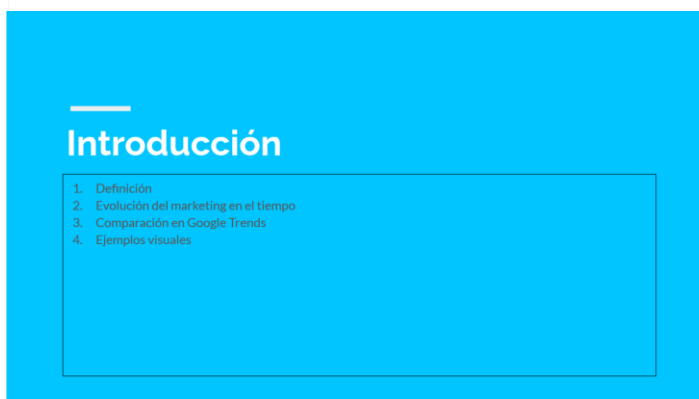 Introducción
1. Definición
2. Evolución del marketing en el tiempo
3. Comparación en Google Trends
4. Ejemplos visuales